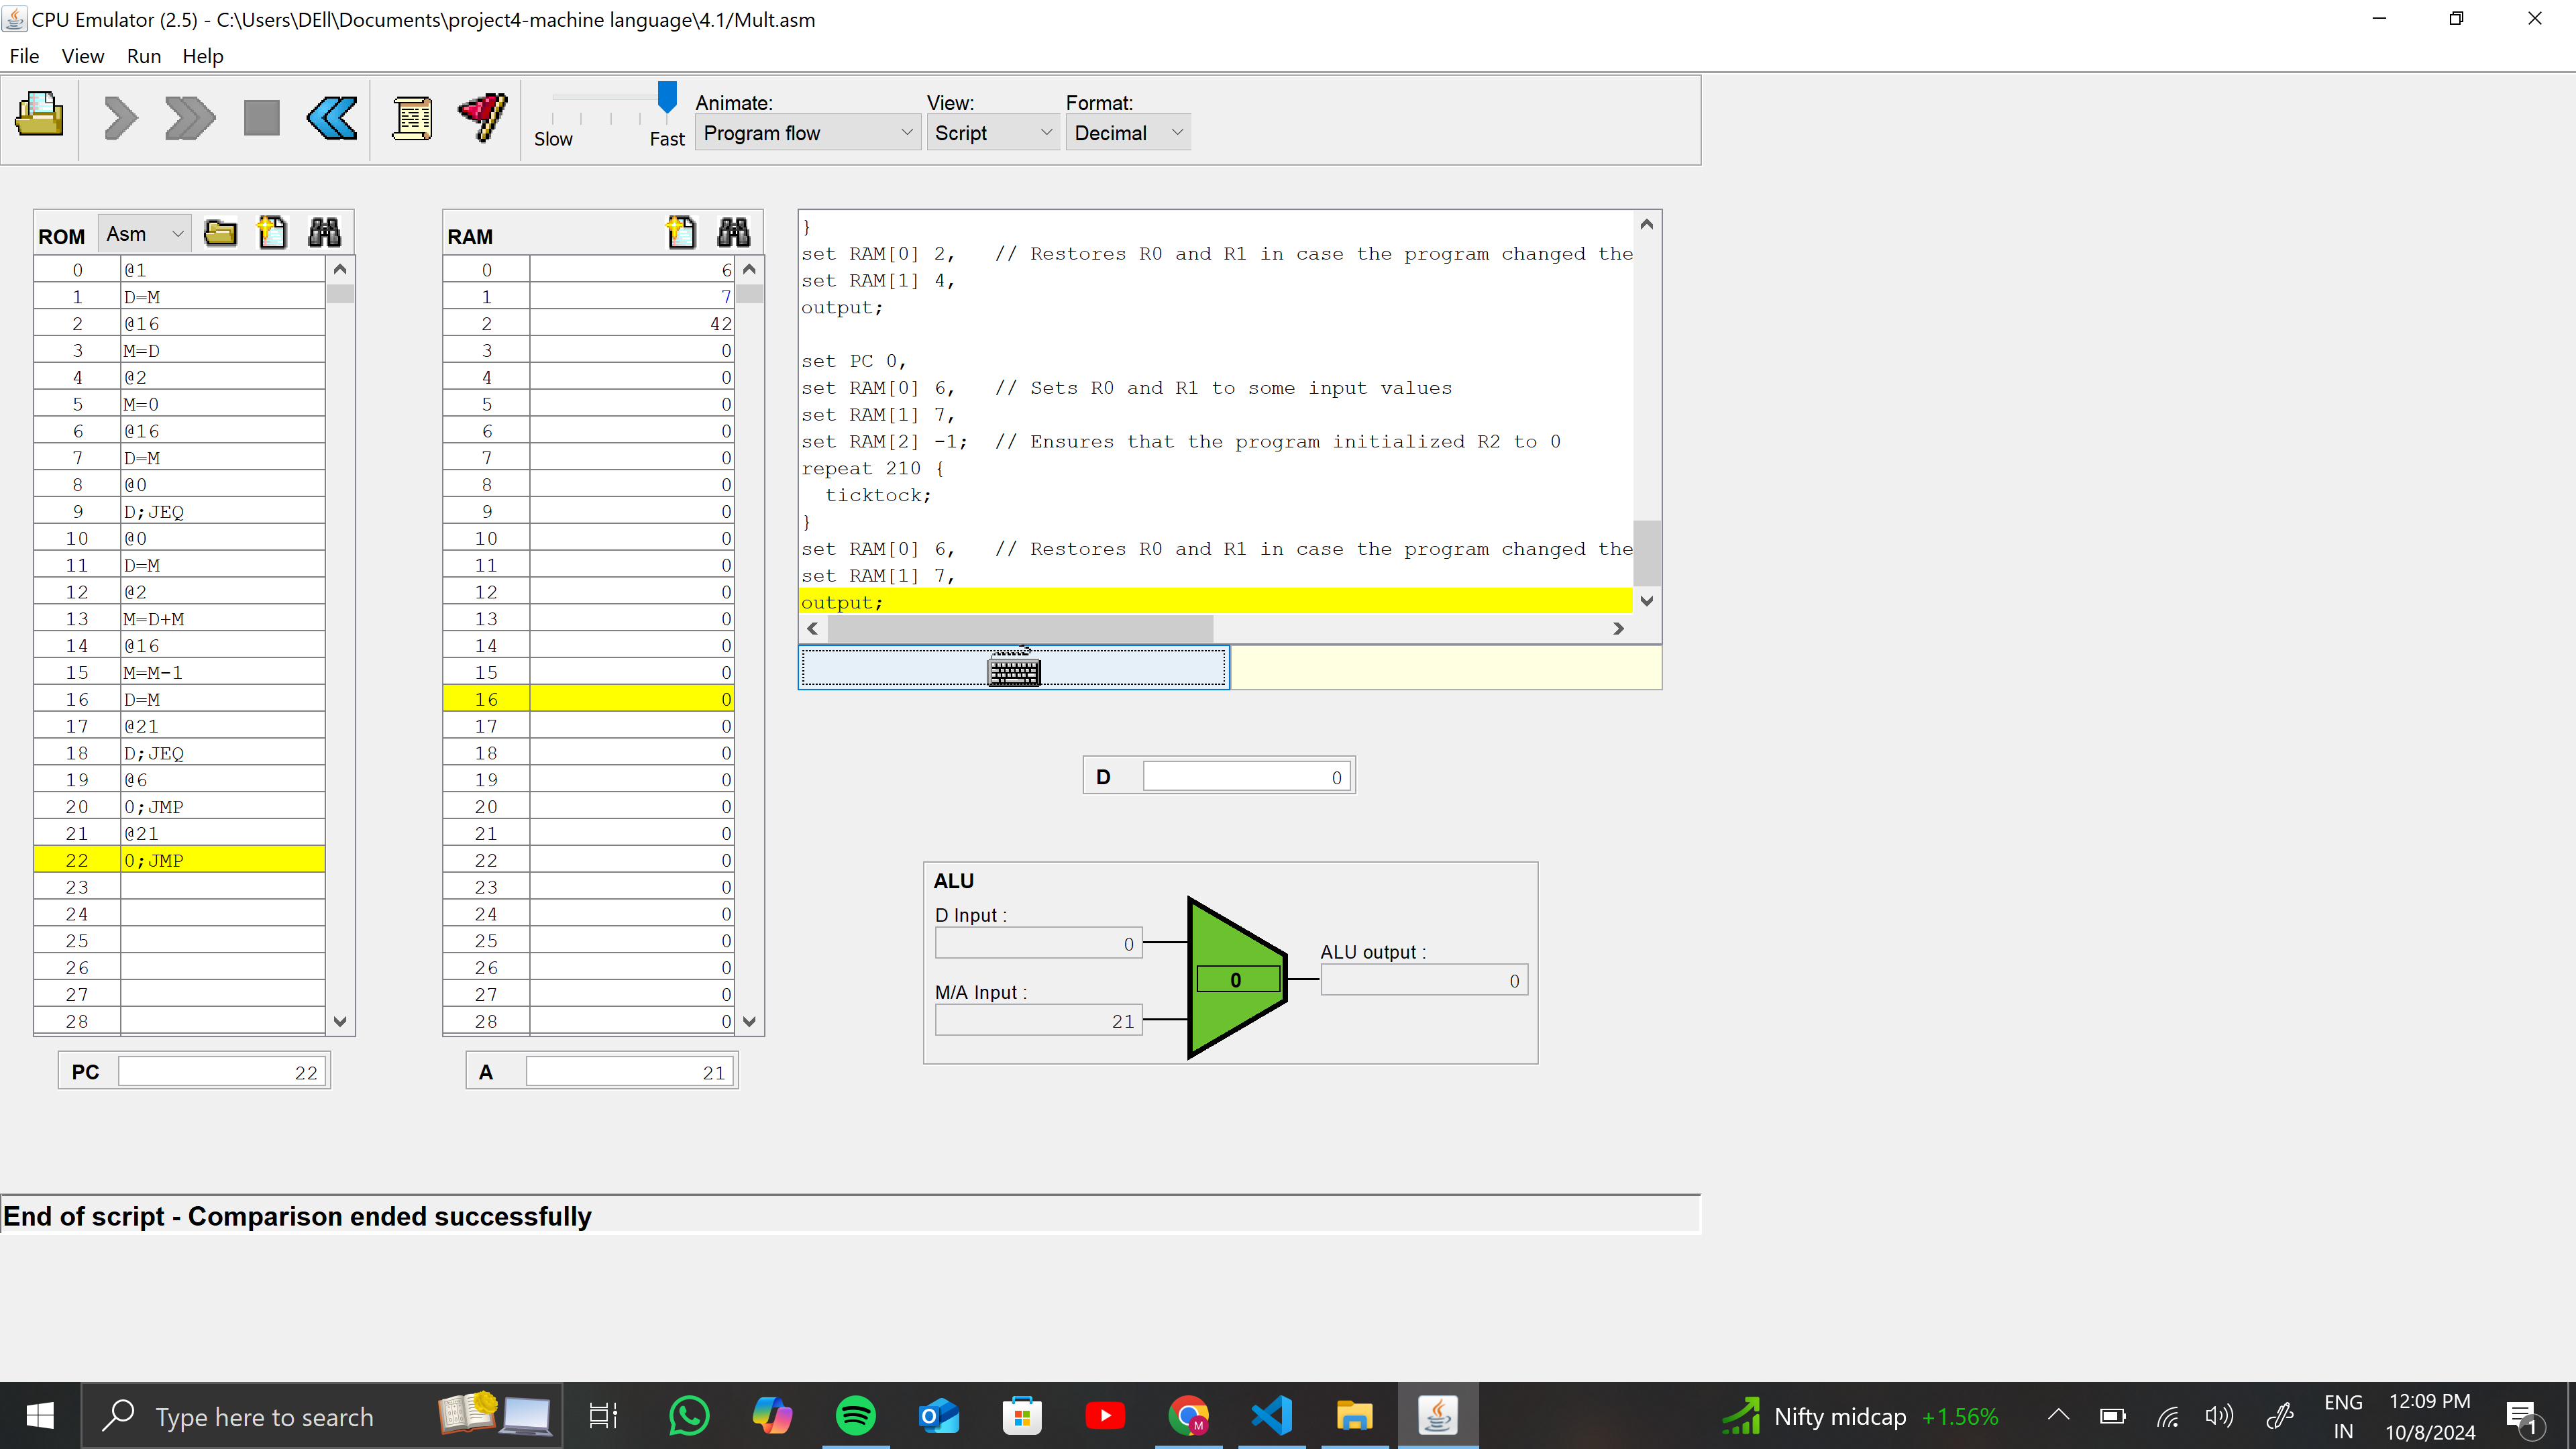 CPU Emulator (2.5) - C:\Users\DEll\Documents\project4-machine language\4.1/Mult.asm
File View Run Help
Slow Fast
Animate:
Program flow
View:
Script
Format:
Decimal
ROM Asm
0 @1
1 D=M
2 @16
3 M=D
4 @2
5 M=0
6 @16
7 D=M
8 @0
9 D;JEQ
10 @0
11 D=M
12 @2
13 M=D+M
14 @16
15 M=M-1
16 D=M
17 @21
18 D;JEQ
19 @6
20 0;JMP
21 @21
22 0;JMP
23
24
25
26
27
28
PC 22
RAM
0 6
1 7
2 42
3 0
4 0
5 0
6 0
7 0
8 0
9 0
10 0
11 0
12 0
13 0
14 0
15 0
16 0
17 0
18 0
19 0
20 0
21 0
22 0
23 0
24 0
25 0
26 0
27 0
28 0
A 21
}
set RAM[0] 2,   // Restores R0 and R1 in case the program changed the
set RAM[1] 4,
output;
set PC 0,
set RAM[0] 6,   // Sets R0 and R1 to some input values
set RAM[1] 7,
set RAM[2] -1;  // Ensures that the program initialized R2 to 0
repeat 210 {
  ticktock;
}
set RAM[0] 6,   // Restores R0 and R1 in case the program changed the
set RAM[1] 7,
output;
D 0
ALU
D Input :
0
M/A Input :
21
0
ALU output :
0
End of script - Comparison ended successfully
Type here to search
Nifty midcap +1.56%
ENG
IN
12:09 PM
10/8/2024
1